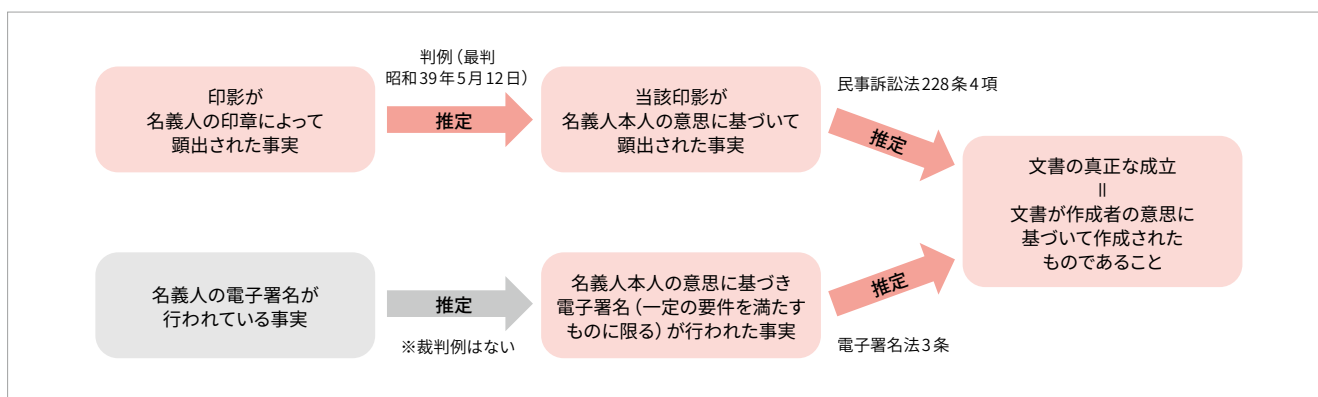 印影が
名義人の印章によって
顕出された事実
判例（最判
昭和39年5月12日）
推定
当該印影が
名義人本人の意思に基づいて
顕出された事実
民事訴訟法228条4項
推定
文書の真正な成立
||
文書が作成者の意思に
基づいて作成された
ものであること
名義人の電子署名が
行われている事実
推定
※裁判例はない
名義人本人の意思に基づき
電子署名（一定の要件を満たす
ものに限る）が行われた事実
推定
電子署名法3条